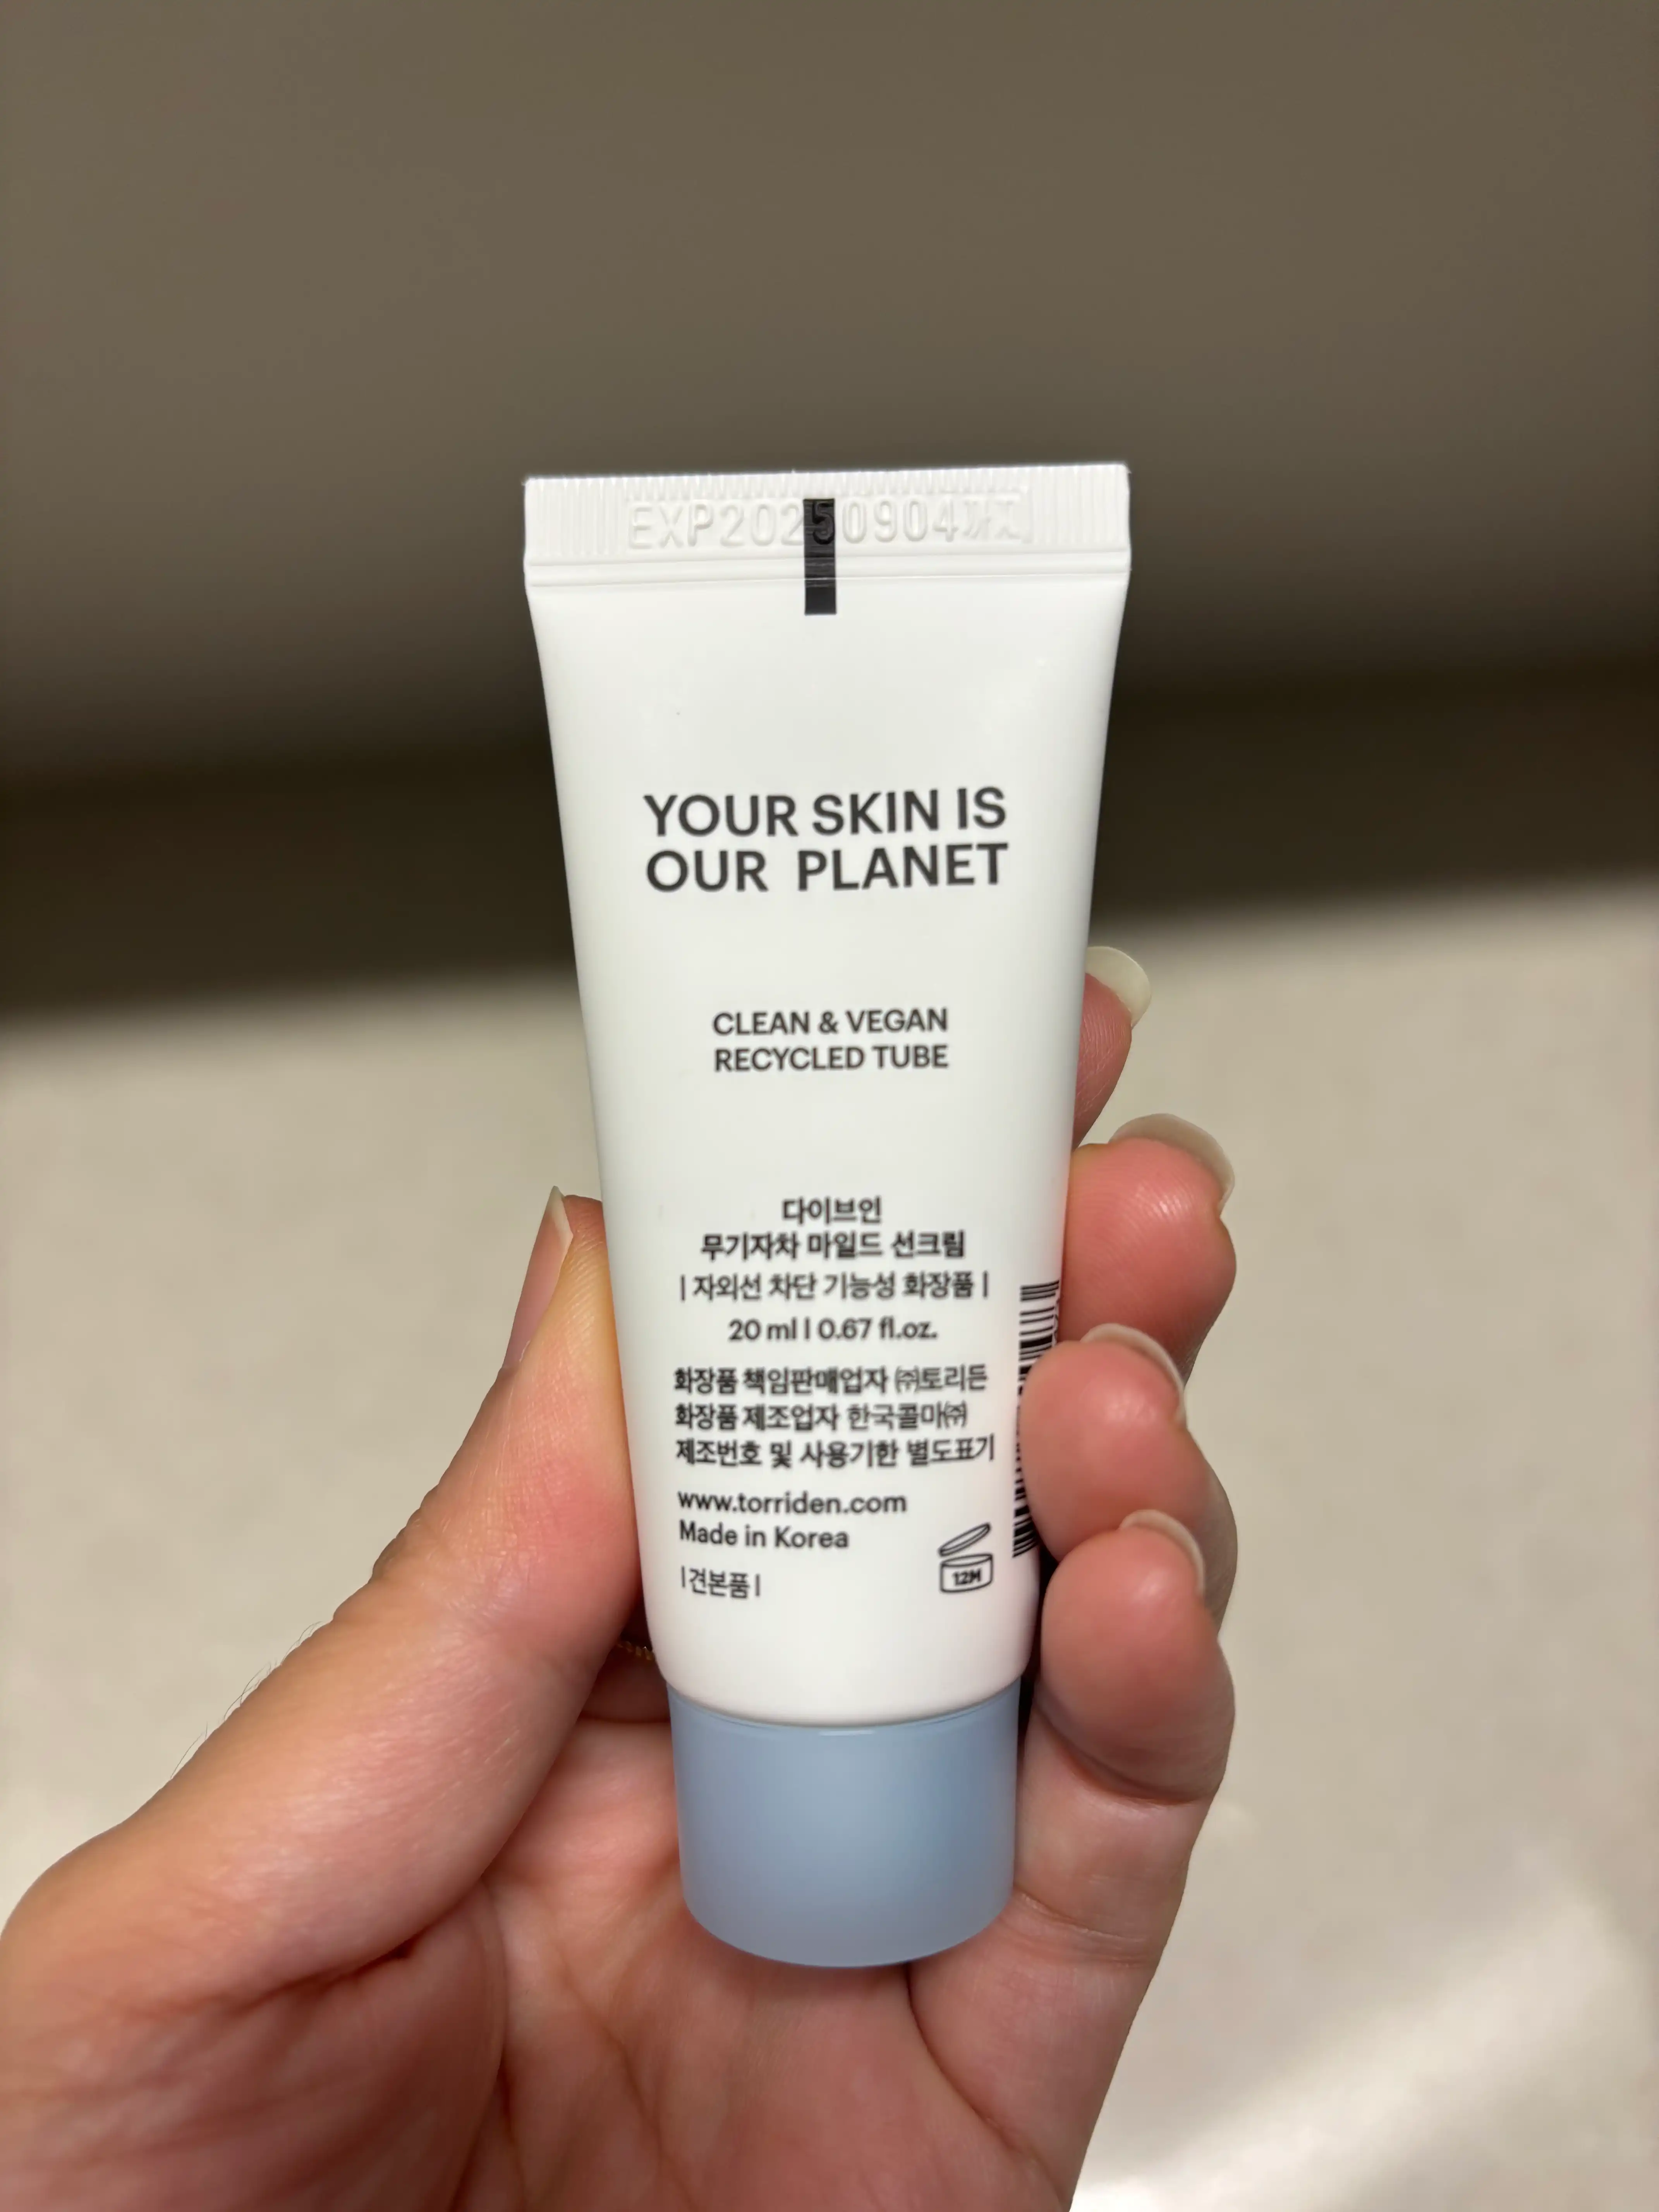 EXP20250904까지
YOUR SKIN IS
OUR PLANET
CLEAN & VEGAN
RECYCLED TUBE
다이브인
무기자차 마일드 선크림
| 자외선 차단 기능성 화장품 |
20 ml | 0.67 fl.oz.
화장품 책임판매업자 ㈜토리든
화장품 제조업자 한국콜마㈜
제조번호 및 사용기한 별도표기
www.torriden.com
Made in Korea
|견본품|
12M